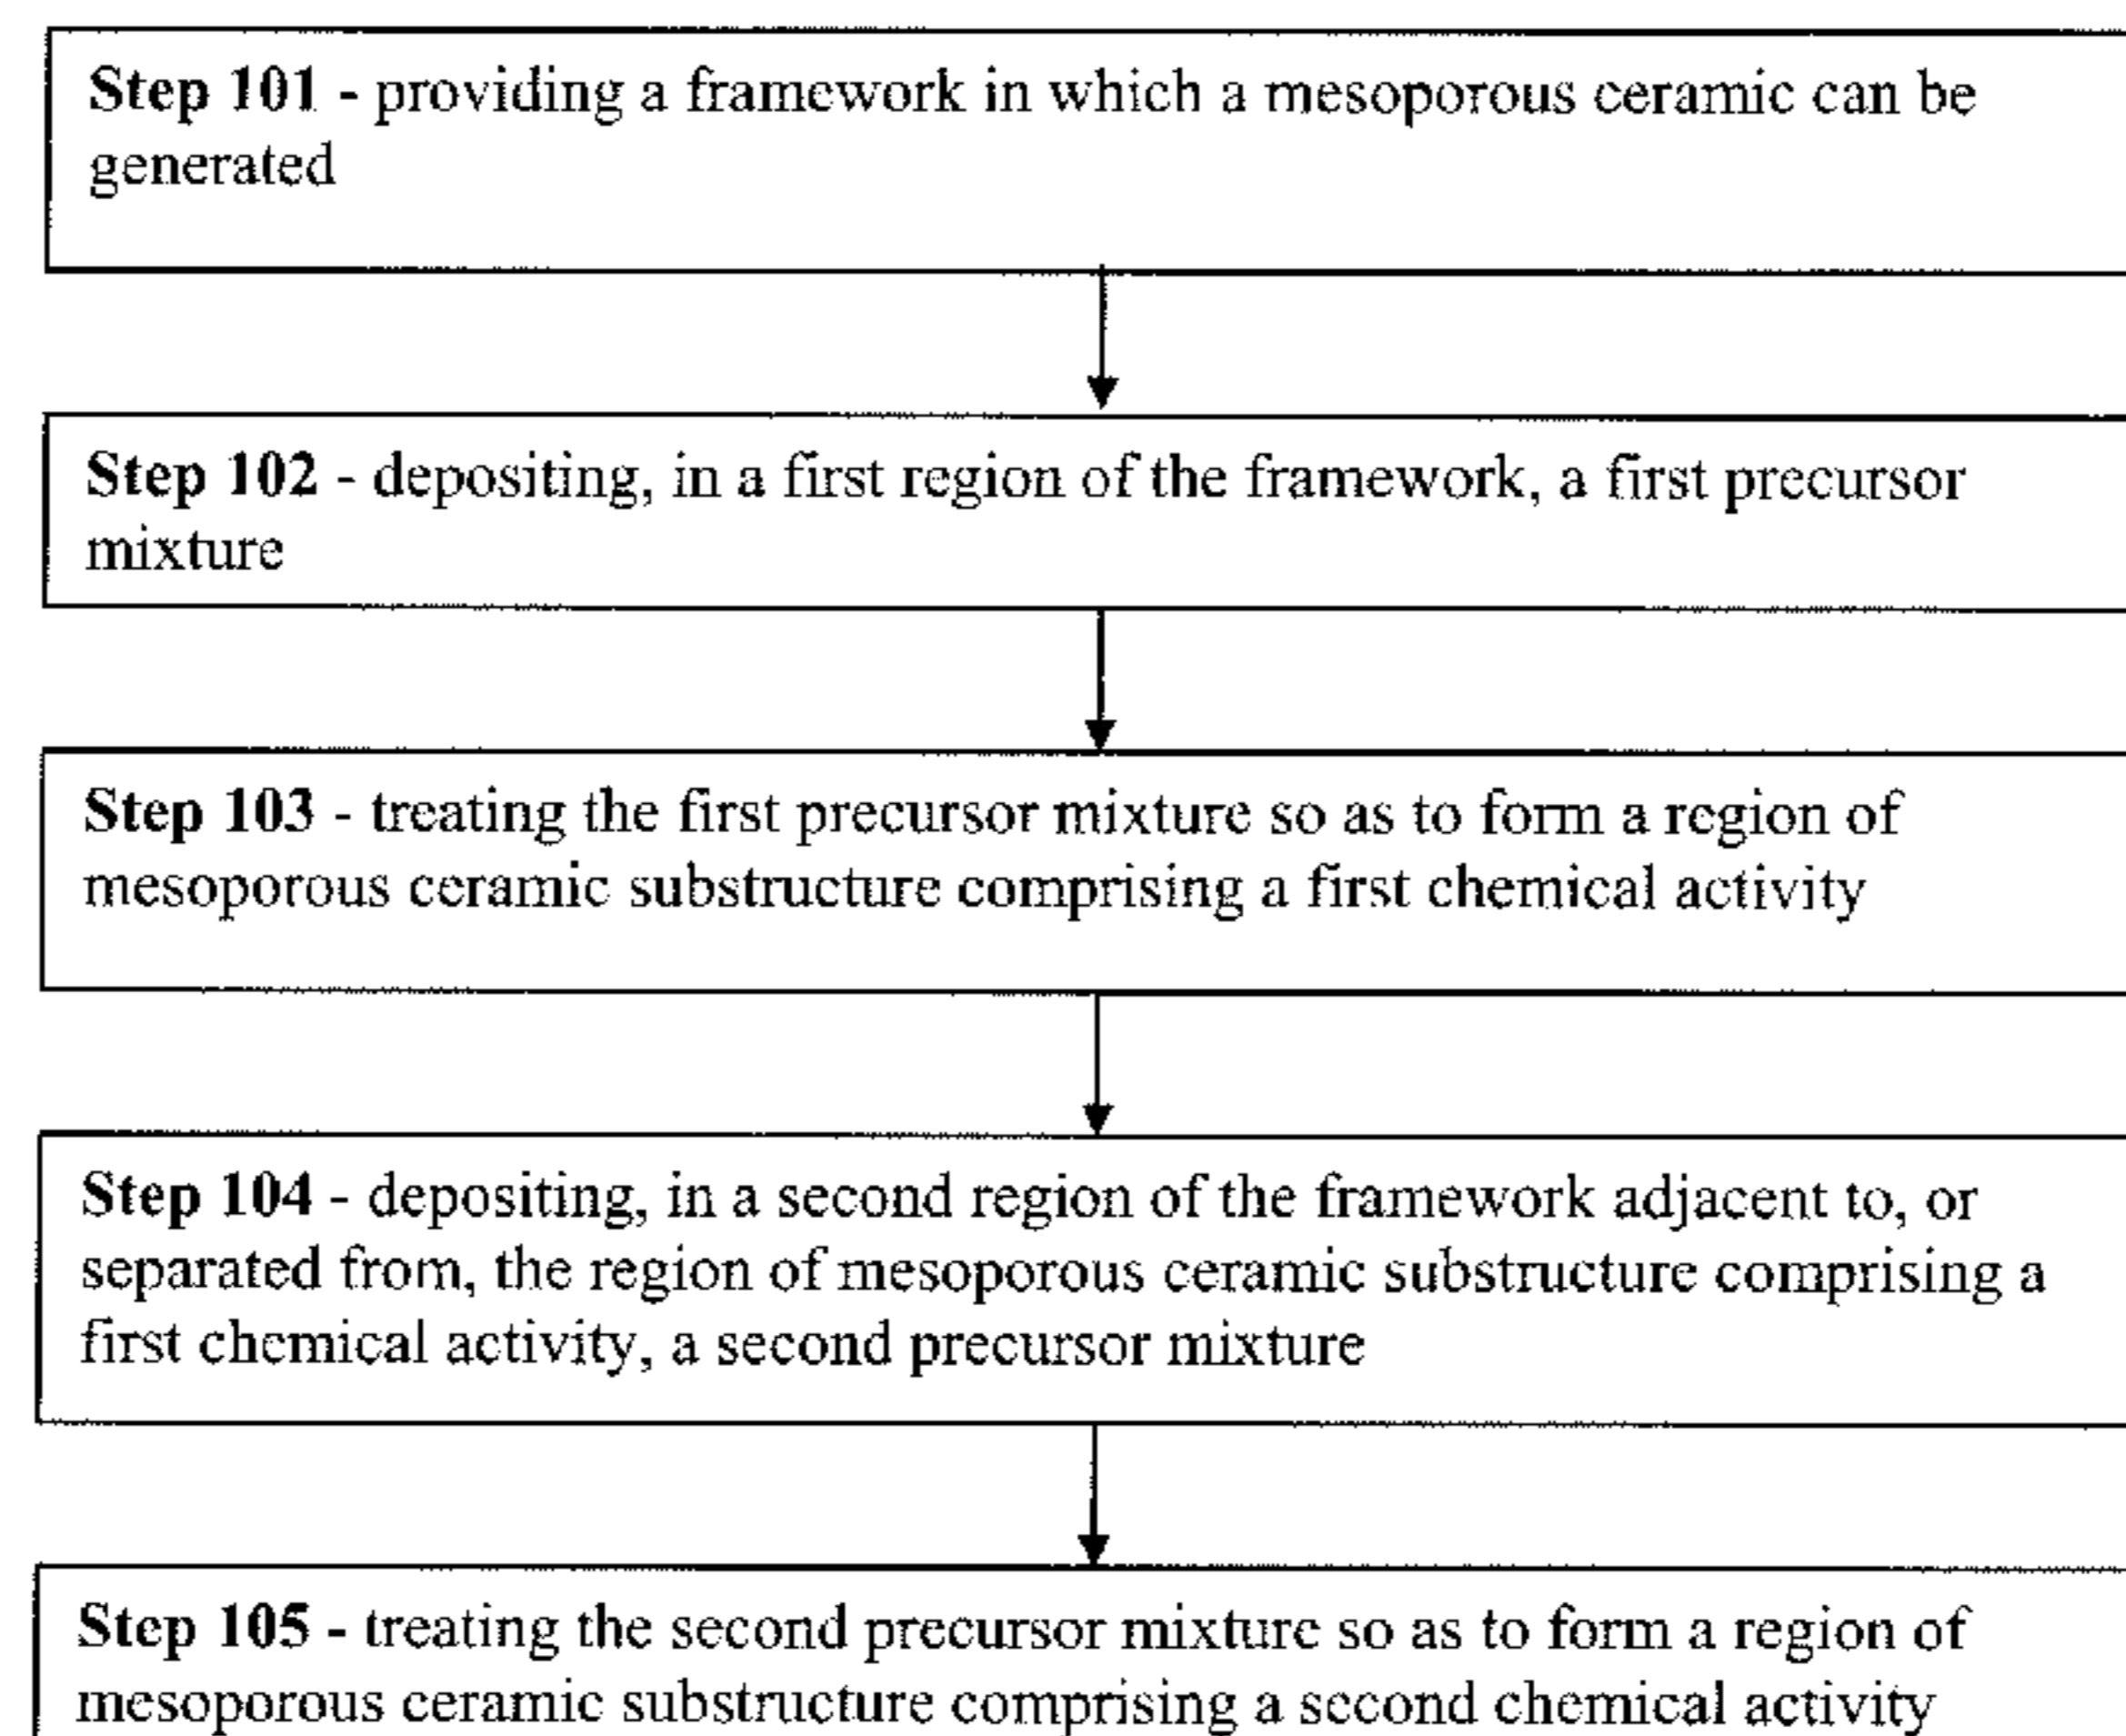 Step 101 - providing a framework in which a mesoporous ceramic can be
generated
Step 102 - depositing, in a first region of the framework, a first precursor
mixture
Step 103 - treating the first precursor mixture so as to form a region of
mesoporous ceramic substructure comprising a first chemical activity
Step 104 - depositing, in a second region of the framework adjacent to, or
separated from, the region of mesoporous ceramic substructure comprising a
first chemical activity, a second precursor mixture
Step 105 - treating the second precursor mixture so as to form a region of
mesoporous ceramic substructure comprising a second chemical activity